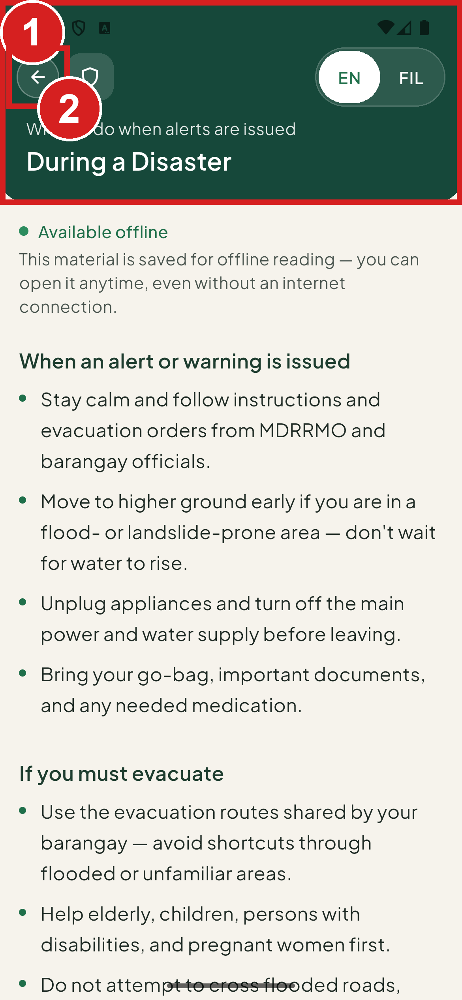 1
A
EN
FIL
2
do when alerts are issued
During a Disaster
Available offline
This material is saved for offline reading — you can
open it anytime, even without an internet
connection.
When an alert or warning is issued
Stay calm and follow instructions and
evacuation orders from MDRRMO and
barangay officials.
Move to higher ground early if you are in a
flood- or landslide-prone area — don't wait
for water to rise.
Unplug appliances and turn off the main
power and water supply before leaving.
Bring your go-bag, important documents,
and any needed medication.
If you must evacuate
Use the evacuation routes shared by your
barangay — avoid shortcuts through
flooded or unfamiliar areas.
Help elderly, children, persons with
disabilities, and pregnant women first.
Do not attempt to cross flooded roads,